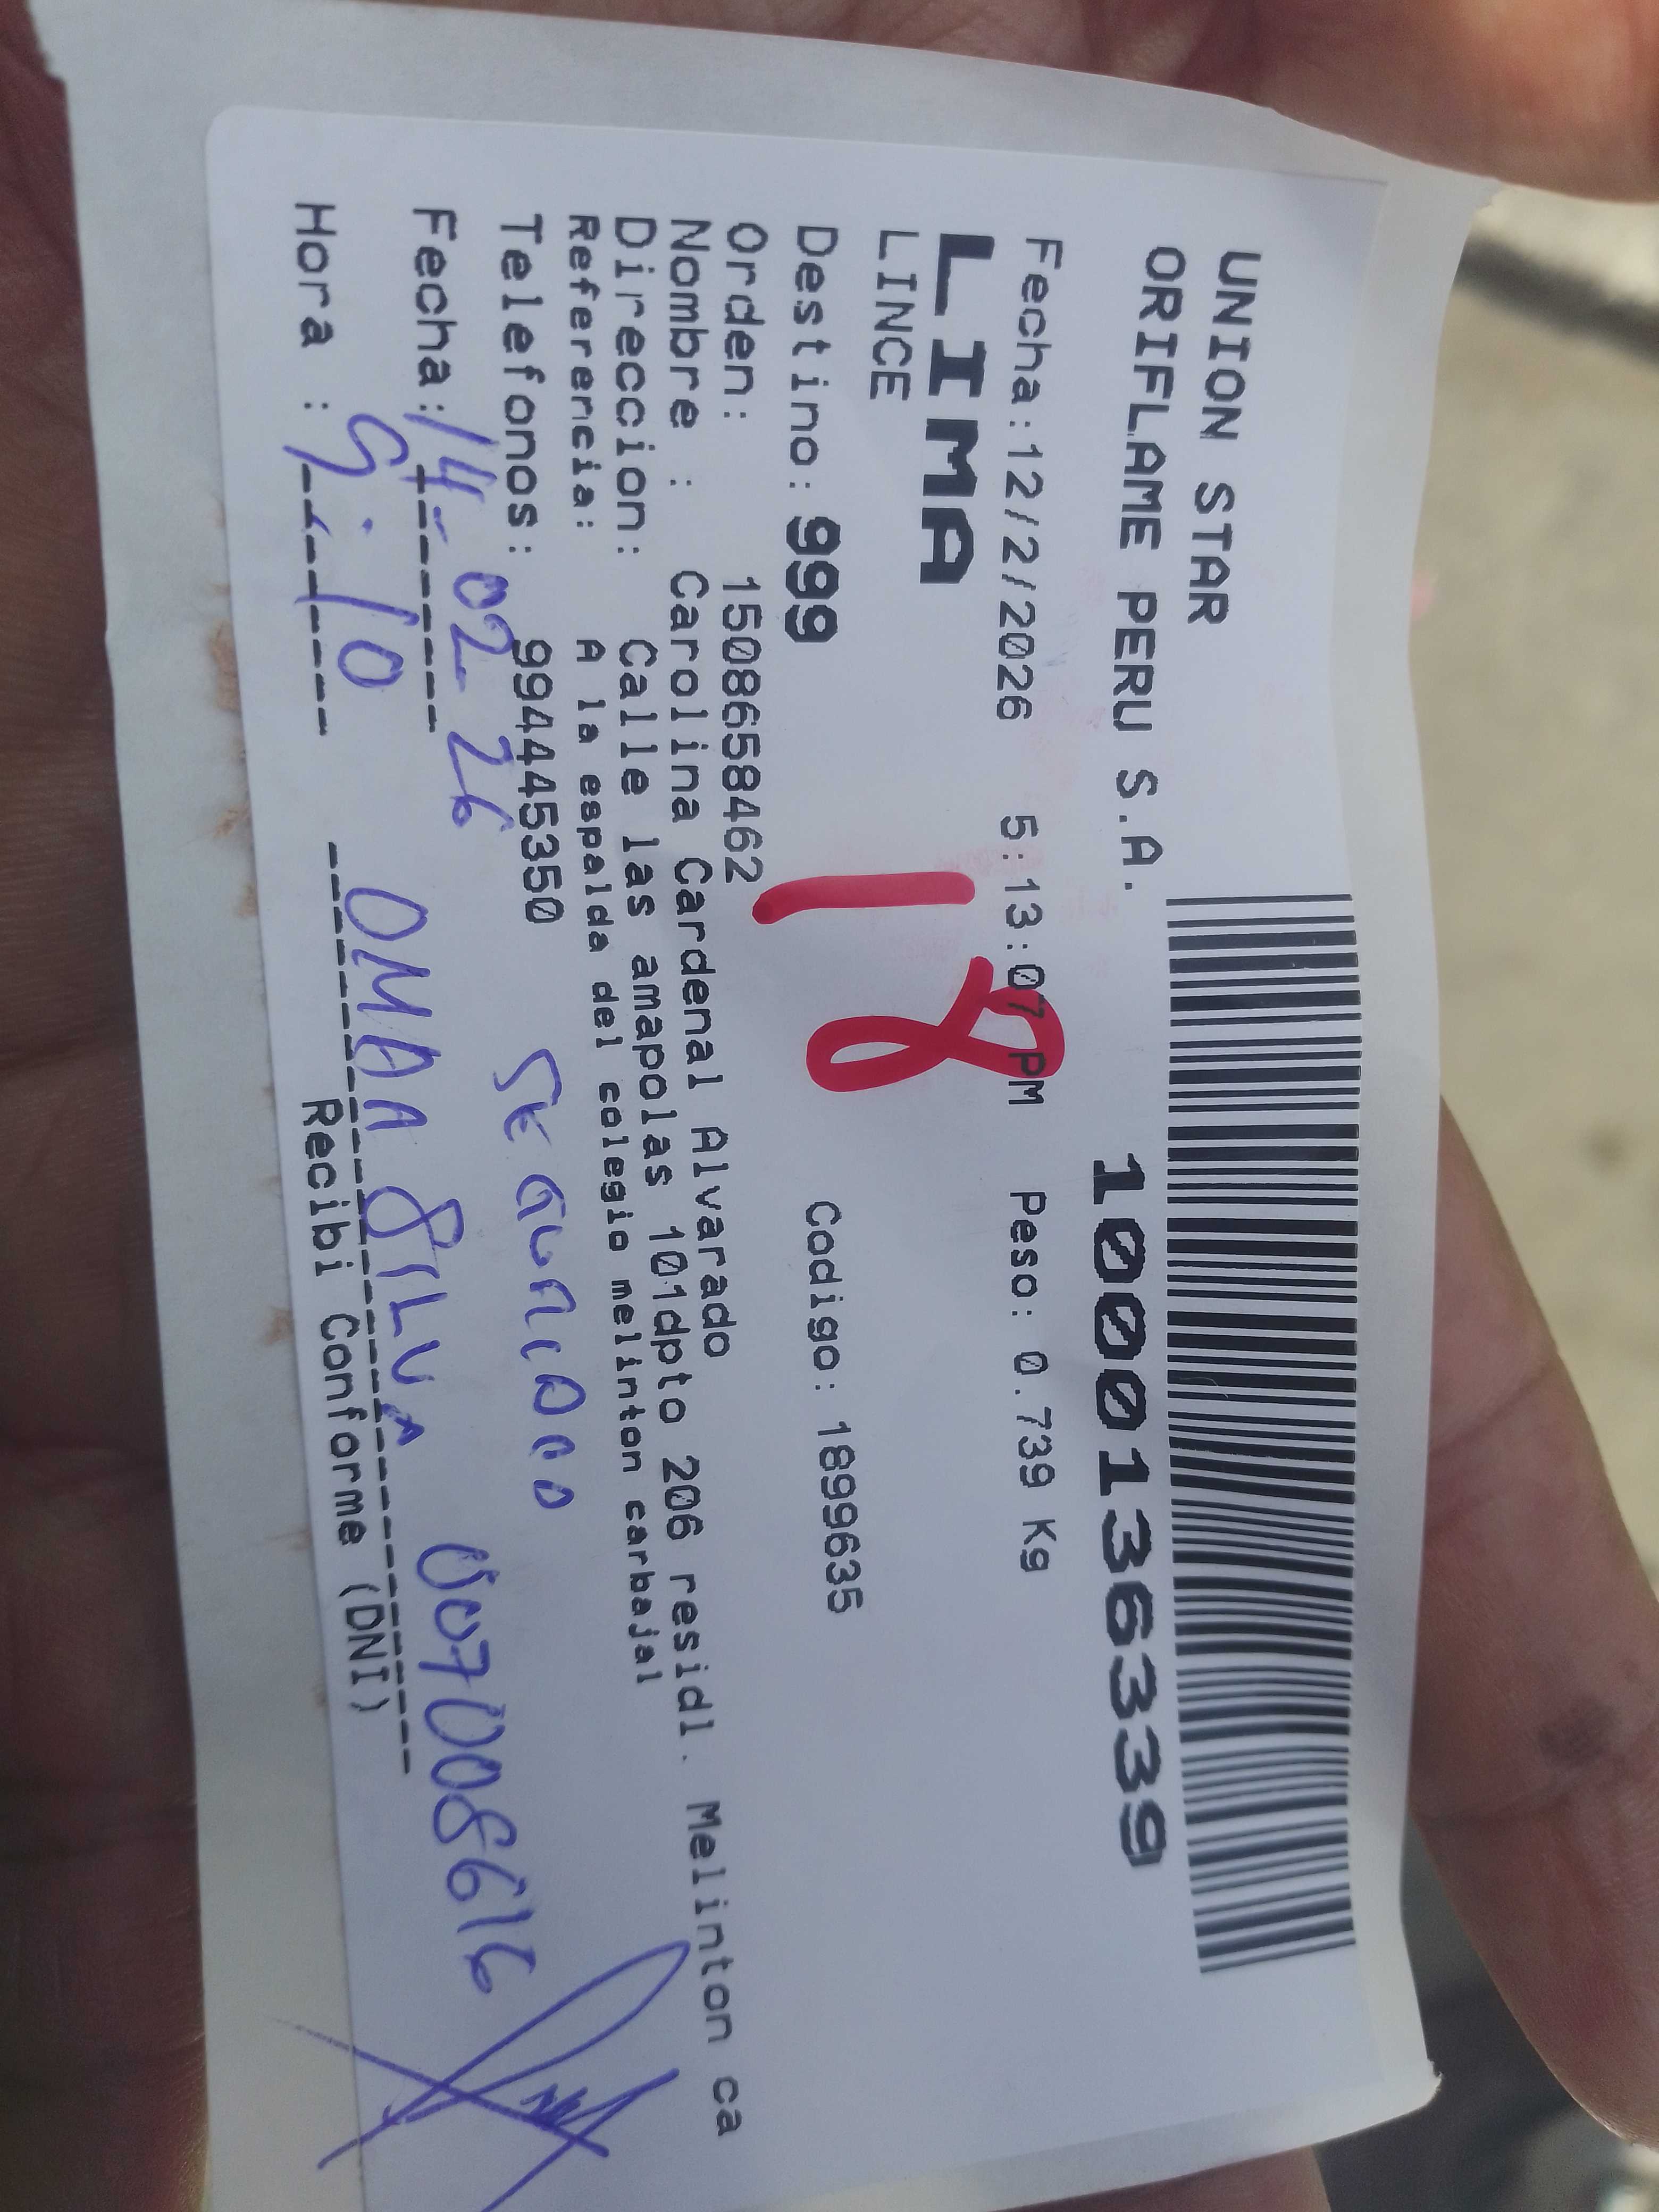 UNION STAR
ORIFLAME PERU S.A.
10001363339
Fecha:12/2/2026 5:13:07 PM Peso: 0.739 Kg
LIMA
LINCE
18
Destino: 999 Codigo: 1899635
Orden: 1508658462
Nombre : Carolina Cardenal Alvarado
Direccion: Calle las amapolas 101dpto 206 residl. Melinton ca
Referencia: A la espalda del colegio melinton carbajal
Telefonos: 994445350
SEGURIDAD
Fecha: 14-02-26
OMAR SILVA 007008616
Hora : 9:10
Recibi Conforme (DNI)